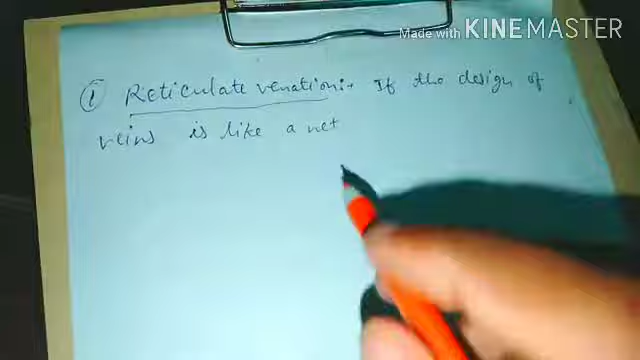 Made with KINEMASTER
① Reticulate venation:- If the design of
veins is like a net